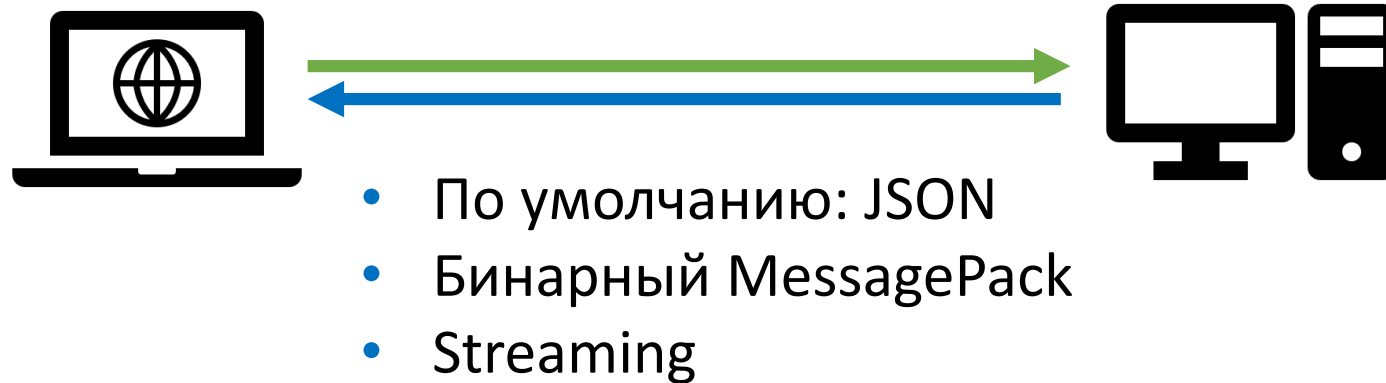 • По умолчанию: JSON
• Бинарный MessagePack
• Streaming